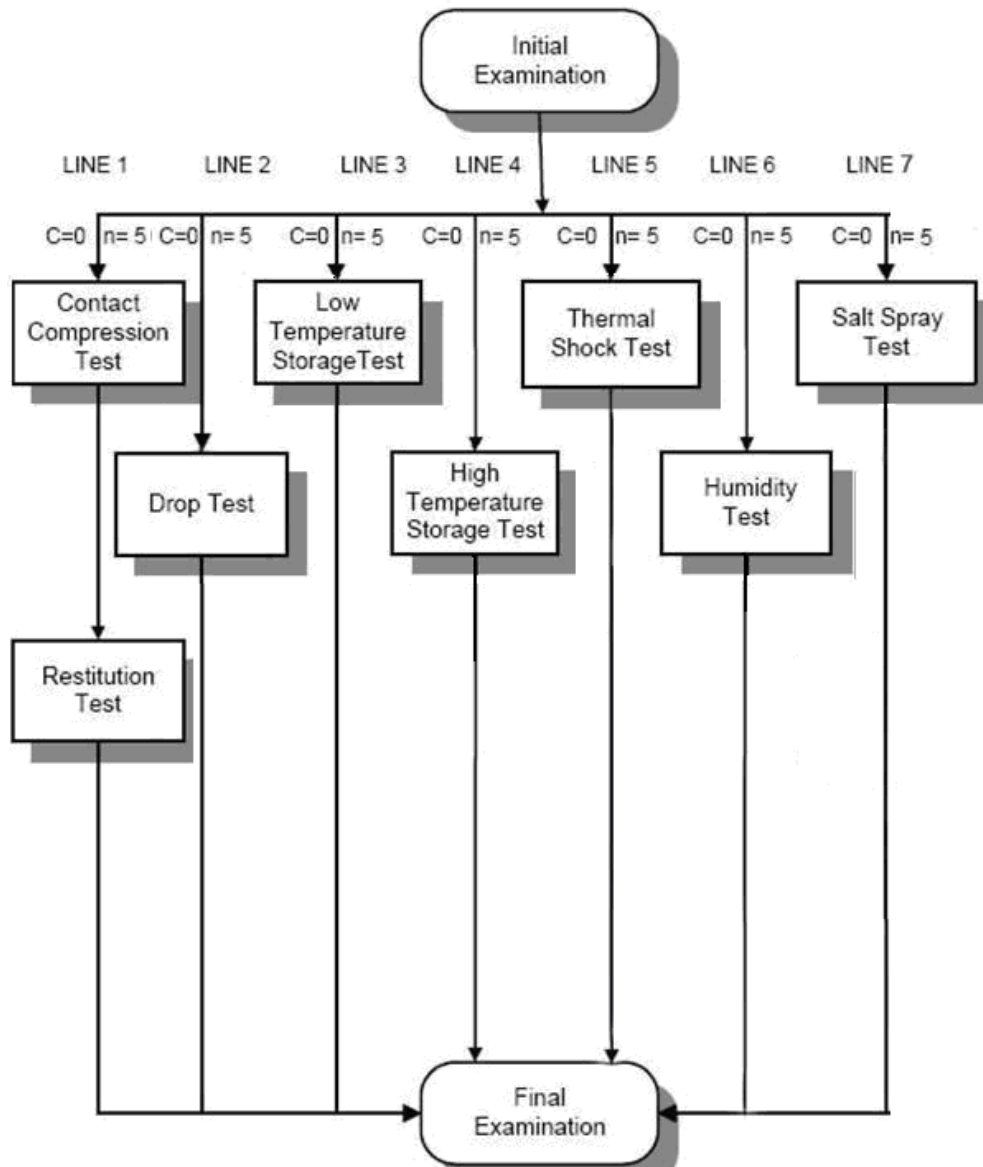 Initial
Examination
LINE 1 LINE 2 LINE 3 LINE 4 LINE 5 LINE 6 LINE 7
C=0 n= 5 C=0 n= 5 C=0 n= 5 C=0 n= 5 C=0 n= 5 C=0 n= 5 C=0 n= 5
Contact
Compression
Test
Low
Temperature
StorageTest
Thermal
Shock Test
Salt Spray
Test
Drop Test
High
Temperature
Storage Test
Humidity
Test
Restitution
Test
Final
Examination